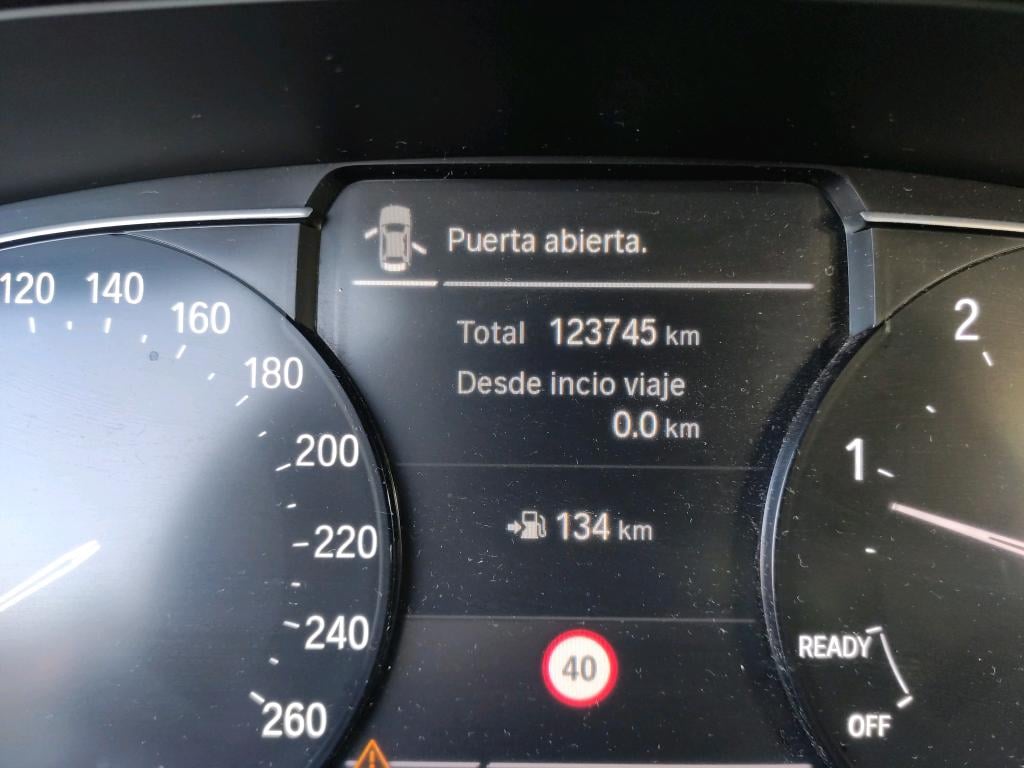 Puerta abierta.
Total 123745 km
Desde incio viaje
0.0 km
134 km
40
120
140
160
180
200
220
240
260
2
1
READY
OFF